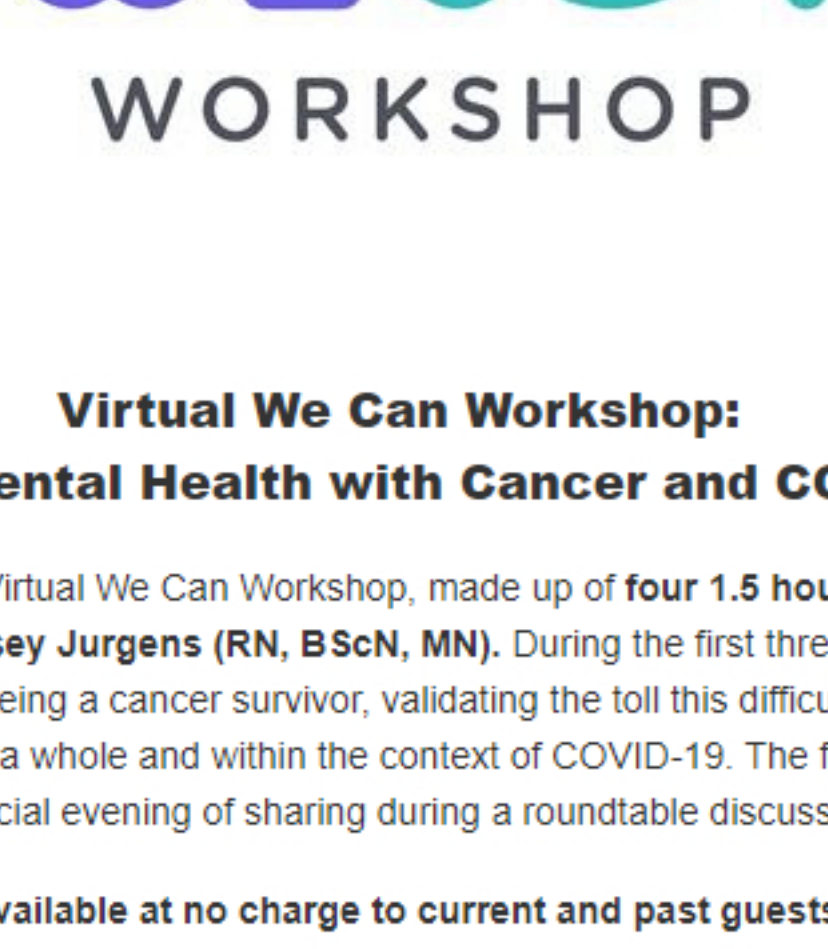 WORKSHOP
Virtual We Can Workshop:
ental Health with Cancer and CO
Virtual We Can Workshop, made up of four 1.5 hou
sey Jurgens (RN, BScN, MN). During the first thre
eing a cancer survivor, validating the toll this difficu
a whole and within the context of COVID-19. The f
cial evening of sharing during a roundtable discuss
vailable at no charge to current and past guests